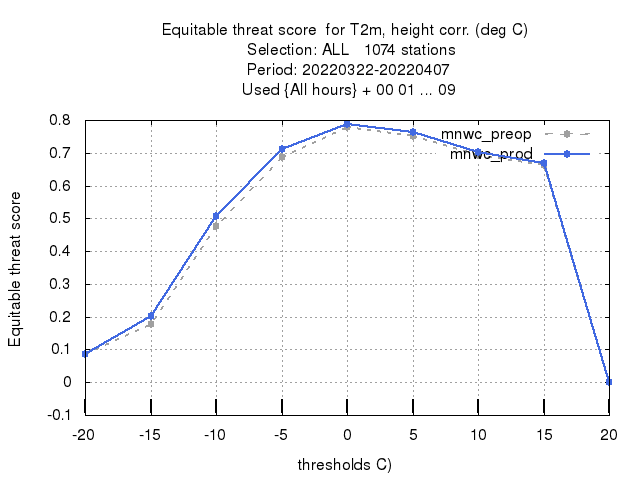 Equitable threat score  for T2m, height corr. (deg C)
Selection: ALL   1074 stations
Period: 20220322-20220407
Used {All hours} + 00 01 ... 09
mnwc_preop
mnwc_prod
Equitable threat score
0.8
0.7
0.6
0.5
0.4
0.3
0.2
0.1
0
-0.1
-20 -15 -10 -5 0 5 10 15 20
thresholds C)